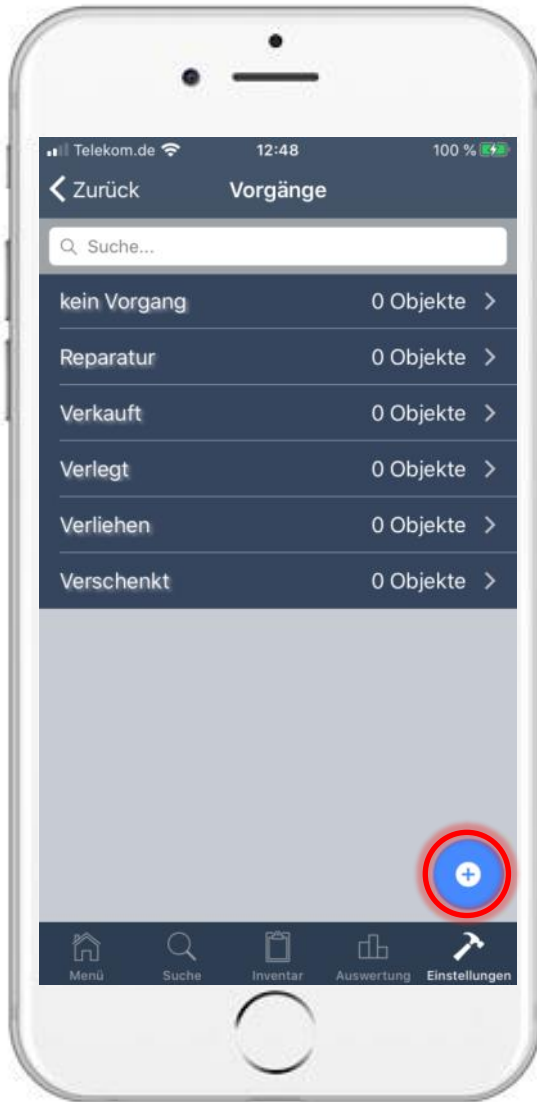 Telekom.de 12:48 100 %
Zurück Vorgänge
Suche...
kein Vorgang 0 Objekte
Reparatur 0 Objekte
Verkauft 0 Objekte
Verlegt 0 Objekte
Verliehen 0 Objekte
Verschenkt 0 Objekte
Menü Suche Inventar Auswertung Einstellungen